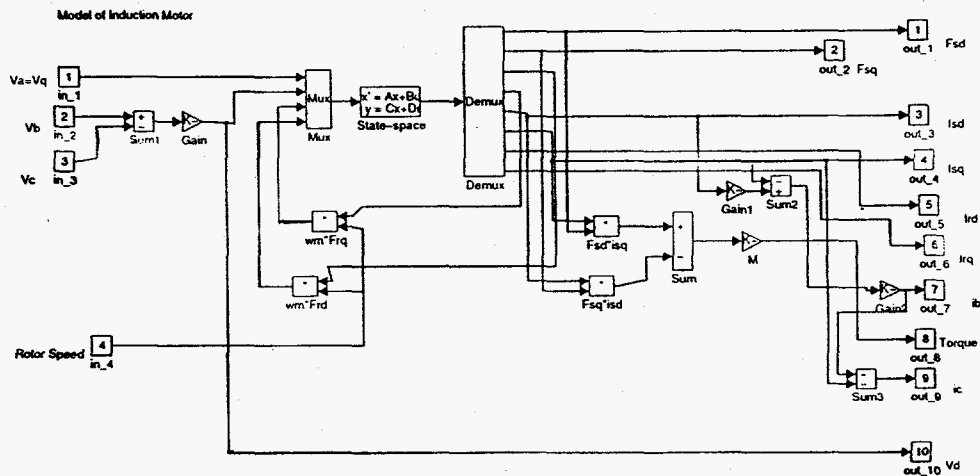 Model of Induction Motor
Va=Vq
1
in_1
Vb
2
in_2
Vc
3
in_3
+
-
Sum1
K-
Gain
Mux
Mux
x' = Ax+Bu
y = Cx+Du
State-space
Demux
Demux
*
wm*Frq
*
wm*Frd
Rotor Speed
4
in_4
*
Fsd*isq
*
Fsq*isd
+
-
Sum
K-
M
K-
Gain1
-
+
Sum2
K-
Gain2
-
-
Sum3
1
out_1
Fsd
2
out_2
Fsq
3
out_3
Isd
4
out_4
Isq
5
out_5
Ird
6
out_6
Irq
7
out_7
ib
8
out_8
Torque
9
out_9
ic
10
out_10
Vd